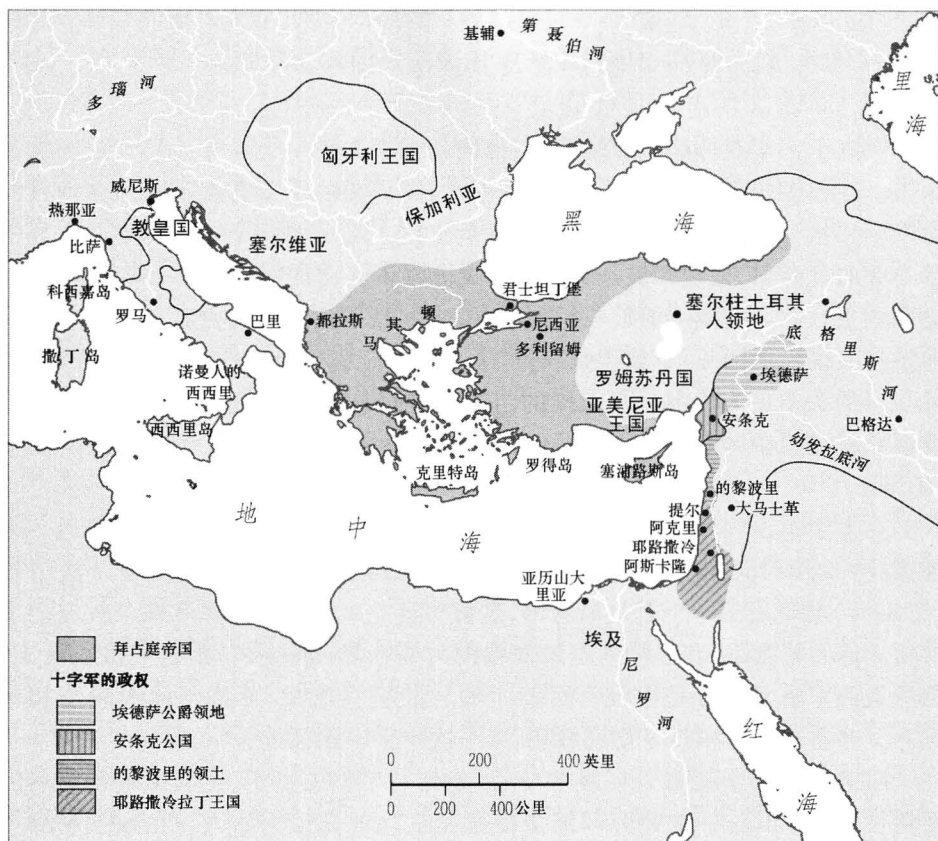 基辅
第聂伯河
里海
多瑙河
匈牙利王国
威尼斯
热那亚
教皇国
保加利亚
黑海
比萨
塞尔维亚
科西嘉岛
君士坦丁堡
塞尔柱土耳其
人领地
罗马
巴里
都拉斯
马其顿
尼西亚
多利留姆
底格里斯河
撒丁岛
诺曼人的
西西里
罗姆苏丹国
埃德萨
亚美尼亚
王国
西西里岛
安条克
巴格达
克里特岛
罗得岛
塞浦路斯岛
幼发拉底河
的黎波里
地中海
提尔
大马士革
阿克里
耶路撒冷
阿斯卡隆
亚历山大
里亚
埃及
尼罗河
红海
拜占庭帝国
十字军的政权
埃德萨公爵领地
安条克公国
的黎波里的领土
耶路撒冷拉丁王国
0 200 400 英里
0 200 400 公里